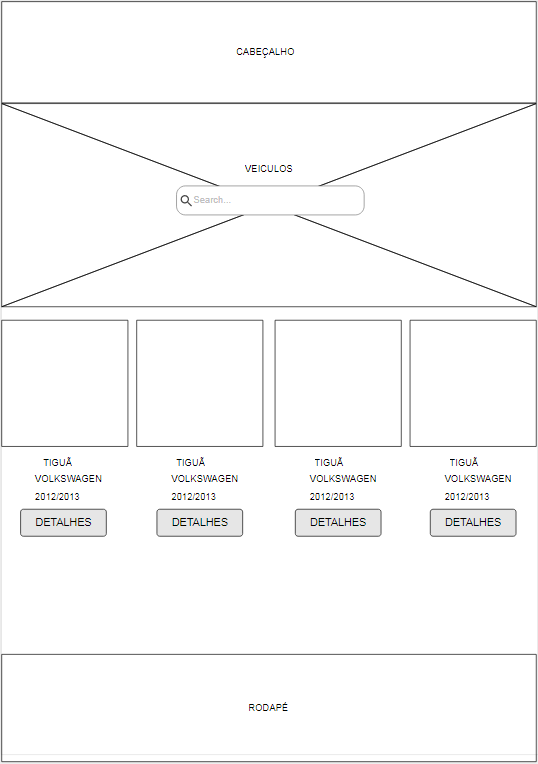 CABEÇALHO
VEICULOS
Search...
TIGUÃ
VOLKSWAGEN
2012/2013
DETALHES
TIGUÃ
VOLKSWAGEN
2012/2013
DETALHES
TIGUÃ
VOLKSWAGEN
2012/2013
DETALHES
TIGUÃ
VOLKSWAGEN
2012/2013
DETALHES
RODAPÉ